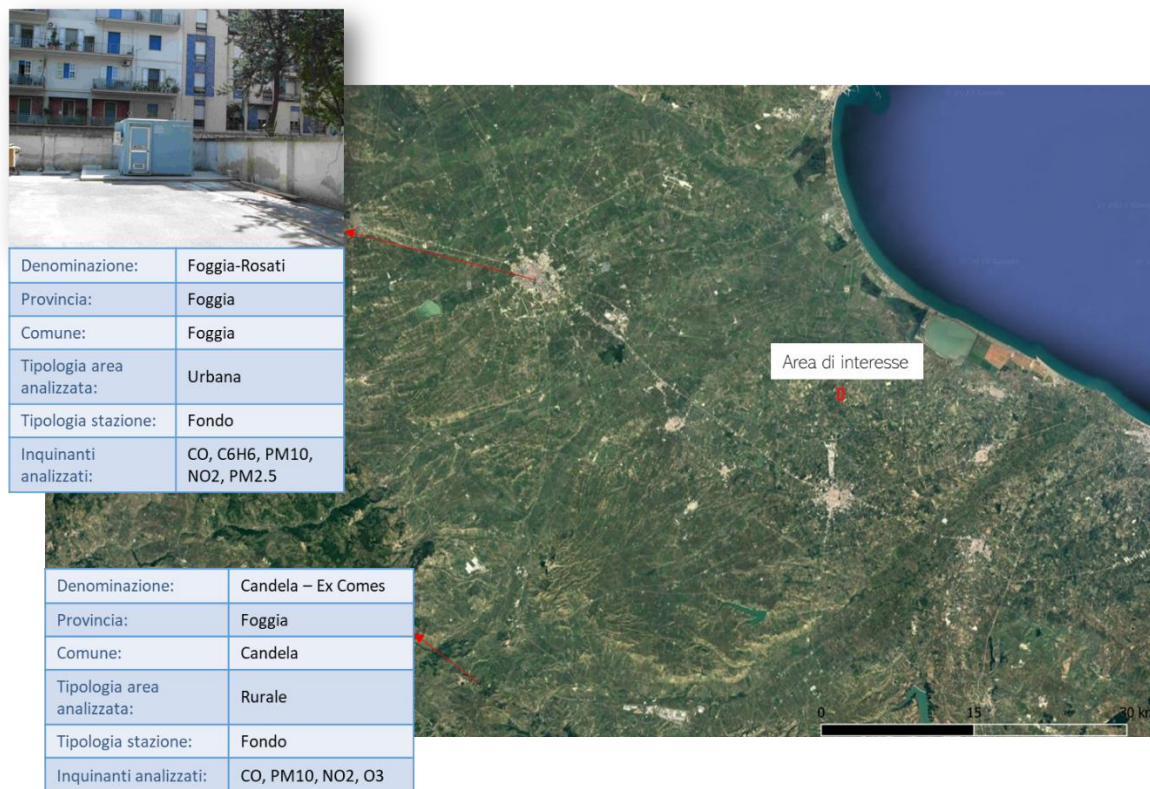 Denominazione: Foggia-Rosati
Provincia: Foggia
Comune: Foggia
Tipologia area
analizzata: Urbana
Tipologia stazione: Fondo
Inquinanti CO, C6H6, PM10,
analizzati: NO2, PM2.5
Area di interesse
Denominazione: Candela – Ex Comes
Provincia: Foggia
Comune: Candela
Tipologia area
analizzata: Rurale
Tipologia stazione: Fondo
Inquinanti analizzati: CO, PM10, NO2, O3
0 15 30 km